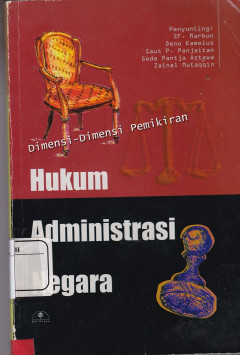 Penyunting:
SF. Marbun
Deno Kamelus
Saut P. Panjaitan
Gede Pantja Astawa
Zainal Mutaqqin
Dimensi-Dimensi Pemikiran
Hukum
Administrasi
Negara